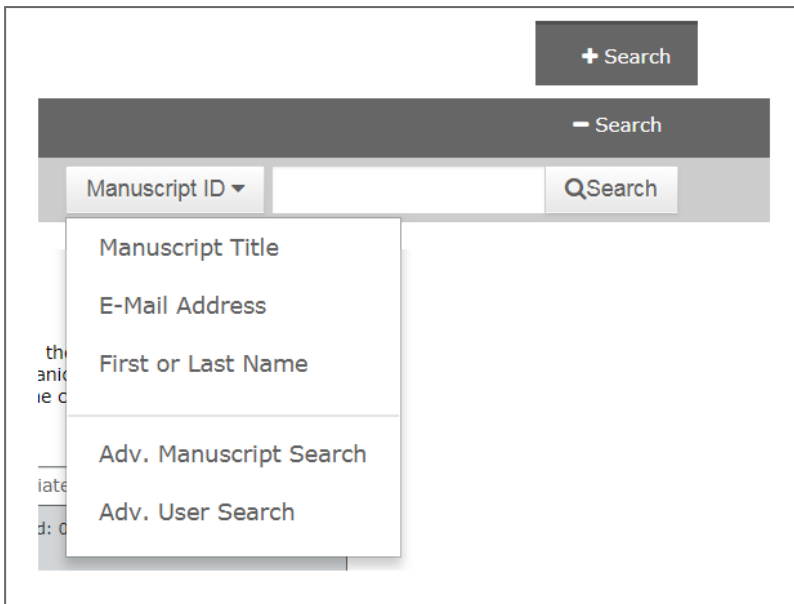 + Search
− Search
Manuscript ID
Search
Manuscript Title
E-Mail Address
First or Last Name
Adv. Manuscript Search
Adv. User Search